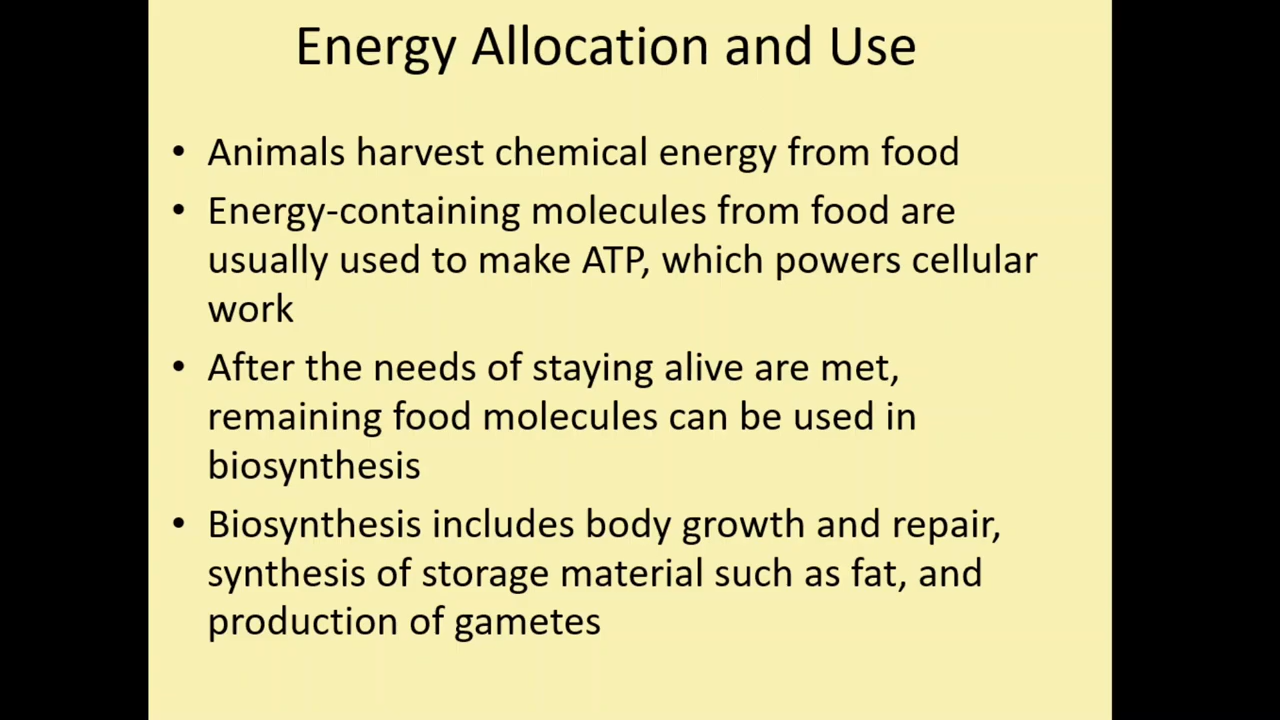 Energy Allocation and Use
• Animals harvest chemical energy from food
• Energy-containing molecules from food are
usually used to make ATP, which powers cellular
work
• After the needs of staying alive are met,
remaining food molecules can be used in
biosynthesis
• Biosynthesis includes body growth and repair,
synthesis of storage material such as fat, and
production of gametes